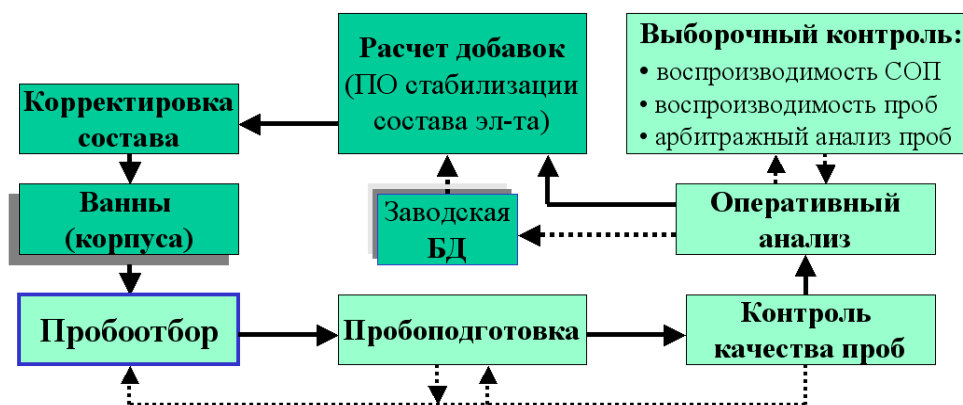 Расчет добавок
(ПО стабилизации
состава эл-та)
Выборочный контроль:
• воспроизводимость СОП
• воспроизводимость проб
• арбитражный анализ проб
Корректировка
состава
Ванны
(корпуса)
Заводская
БД
Оперативный
анализ
Пробоотбор
Пробоподготовка
Контроль
качества проб